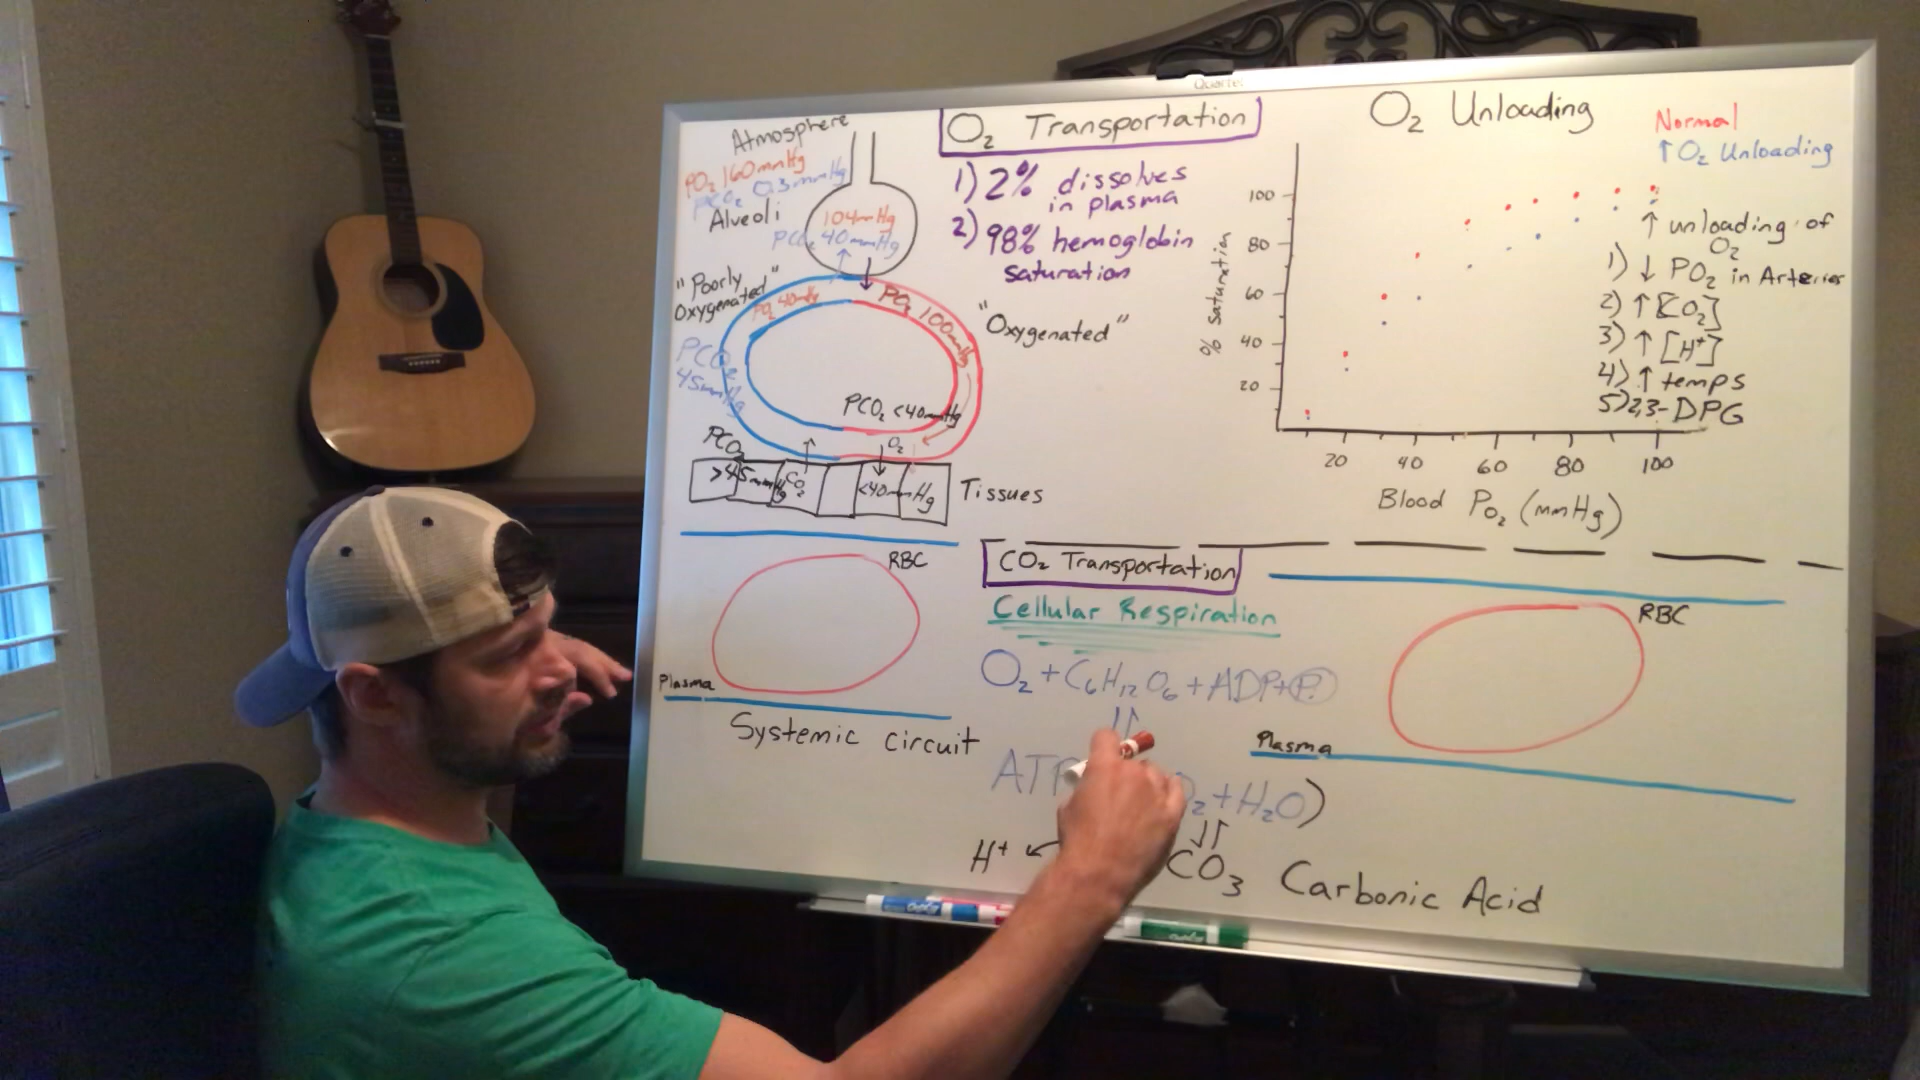 Quartet
Atmosphere
PO2 160mmHg
PCO2 0.3mmHg
Alveoli
104mmHg
PCO2 40mmHg
"Poorly
Oxygenated"
PO2 40mmHg
PO2 100mmHg
"Oxygenated"
PCO2
45mmHg
PCO2 <40mmHg
PCO2
>45mmHg
CO2
O2
<40mmHg
Tissues
O2 Transportation
1) 2% dissolves
in plasma
2) 98% hemoglobin
saturation
O2 Unloading
Normal
↑ O2 Unloading
% Saturation
100
80
60
40
20
20 40 60 80 100
Blood PO2 (mmHg)
↑ unloading of
O2
1) ↓ PO2 in Arteries
2) ↑ [CO2]
3) ↑ [H+]
4) ↑ temps
5) 2,3-DPG
RBC
Plasma
Systemic circuit
CO2 Transportation
Cellular Respiration
O2 + C6H12O6 + ADP + P
ATP
2 + H2O)
H+
CO3 Carbonic Acid
RBC
Plasma
EXPO